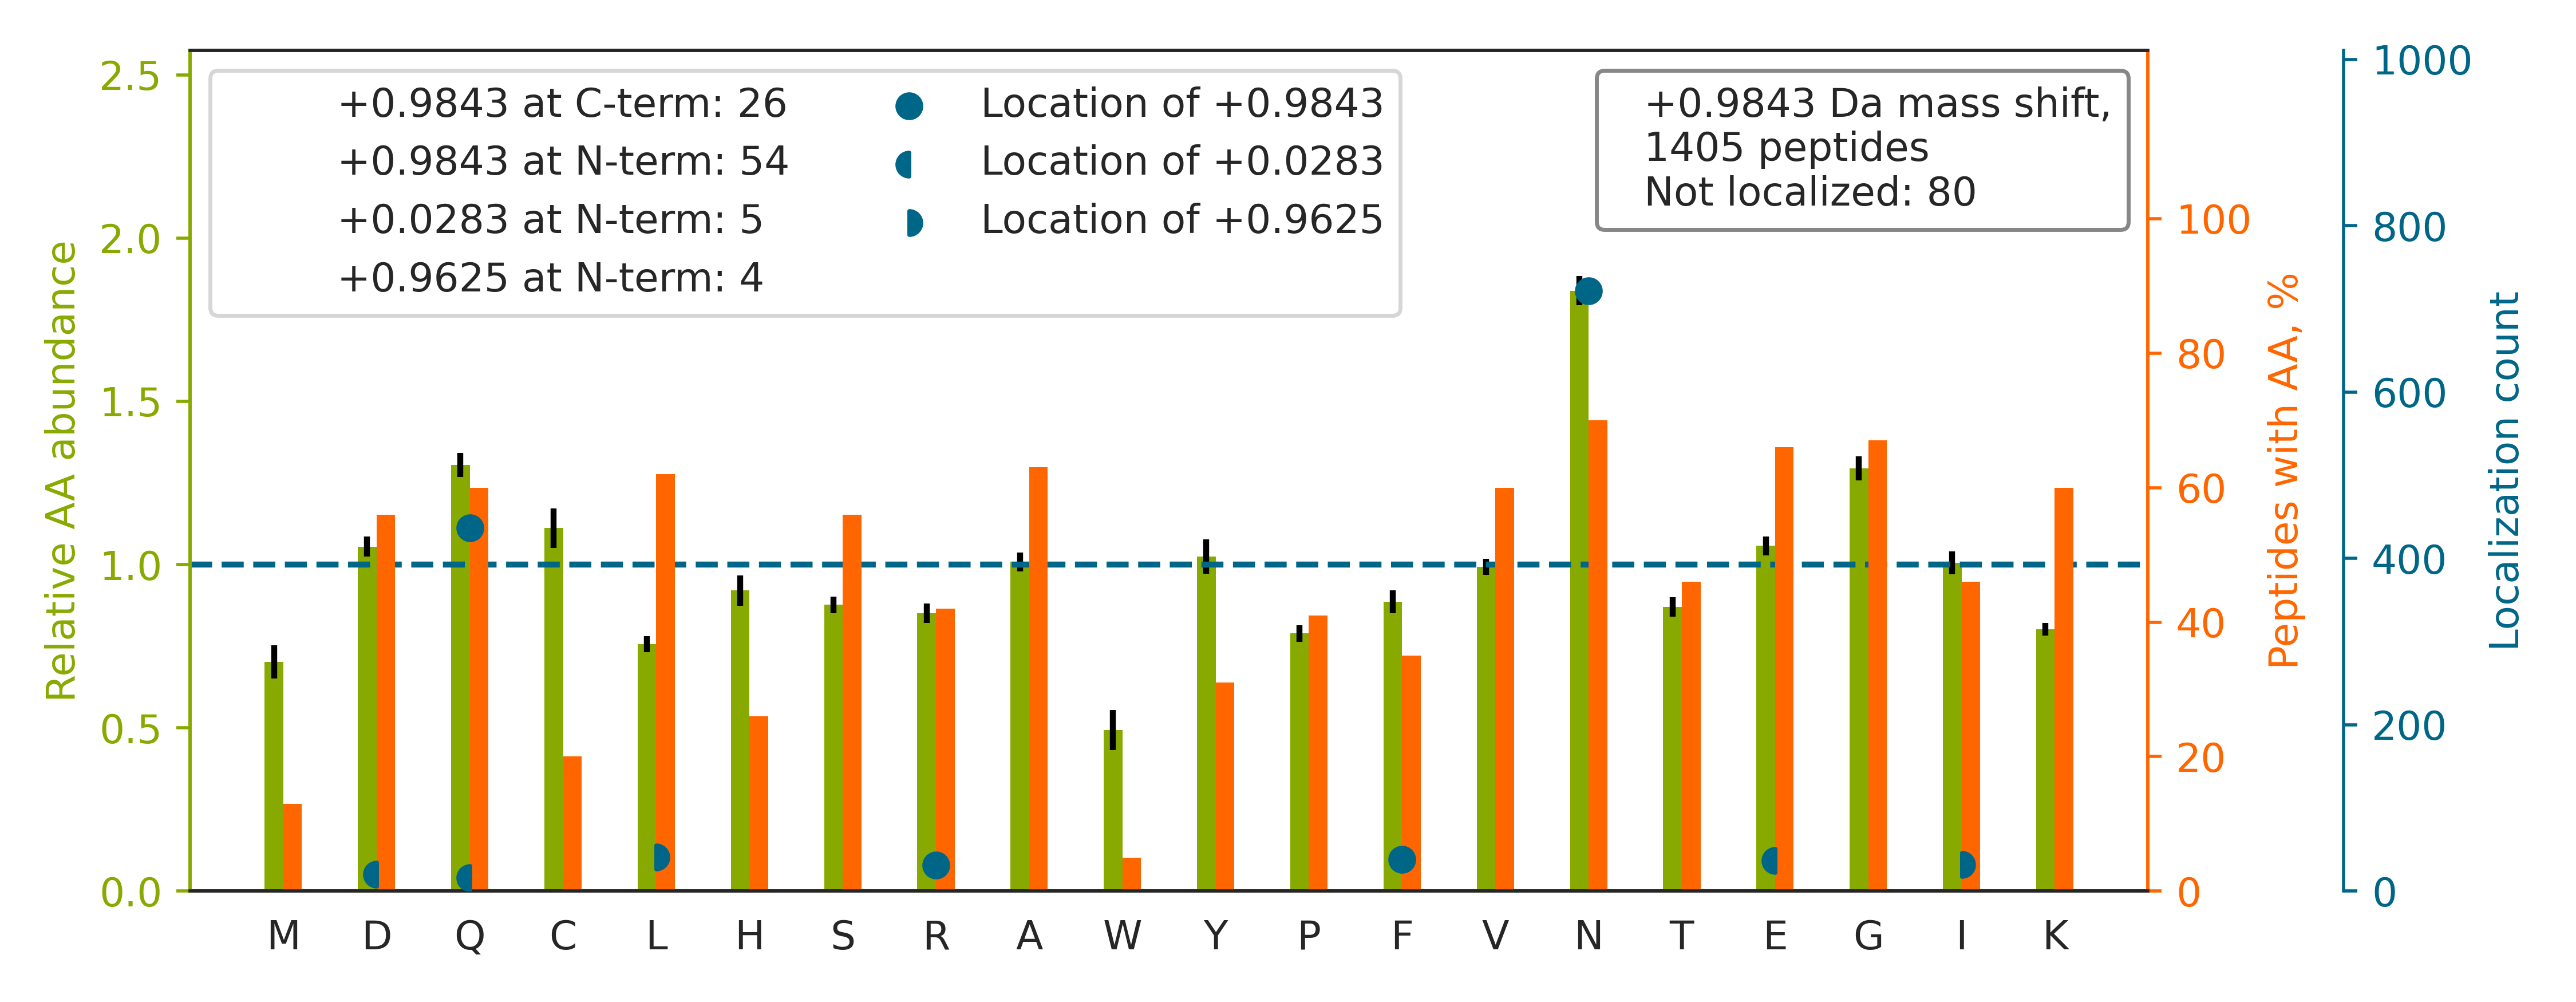 +0.9843 at C-term: 26
+0.9843 at N-term: 54
+0.0283 at N-term: 5
+0.9625 at N-term: 4
Location of +0.9843
Location of +0.0283
Location of +0.9625
+0.9843 Da mass shift,
1405 peptides
Not localized: 80
Relative AA abundance
2.5
2.0
1.5
1.0
0.5
0.0
M D Q C L H S R A W Y P F V N T E G I K
100
80
60
40
20
0
Peptides with AA, %
1000
800
600
400
200
0
Localization count